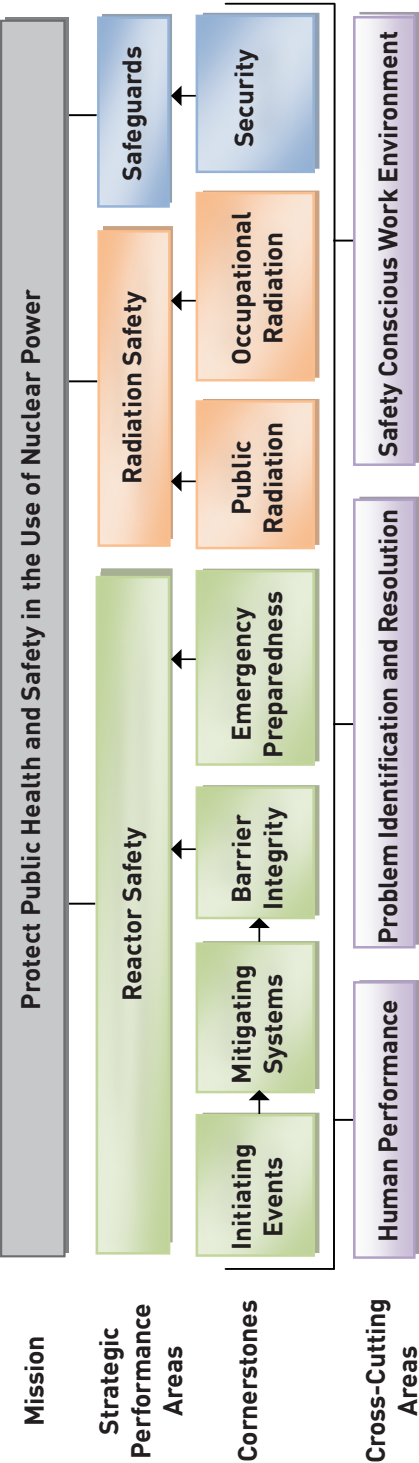 Mission
Protect Public Health and Safety in the Use of Nuclear Power
Strategic
Performance
Areas
Reactor Safety
Radiation Safety
Safeguards
Cornerstones
Initiating
Events
Mitigating
Systems
Barrier
Integrity
Emergency
Preparedness
Public
Radiation
Occupational
Radiation
Security
Cross-Cutting
Areas
Human Performance
Problem Identification and Resolution
Safety Conscious Work Environment